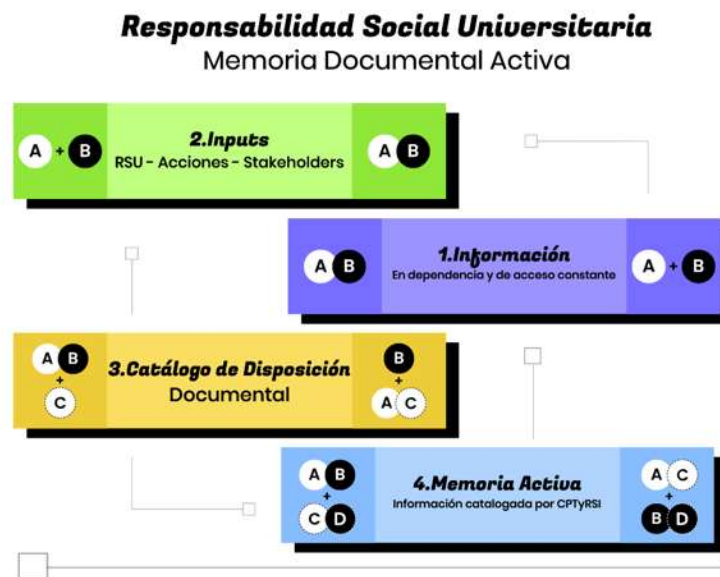 Responsabilidad Social Universitaria
Memoria Documental Activa
A + B
2.Inputs
RSU - Acciones - Stakeholders
A B
A B
1.Información
En dependencia y de acceso constante
A + B
A B
+
C
3.Catálogo de Disposición
Documental
B
+
A C
A B
+
C D
4.Memoria Activa
Información catalogada por CPTyRSI
A C
+
B D